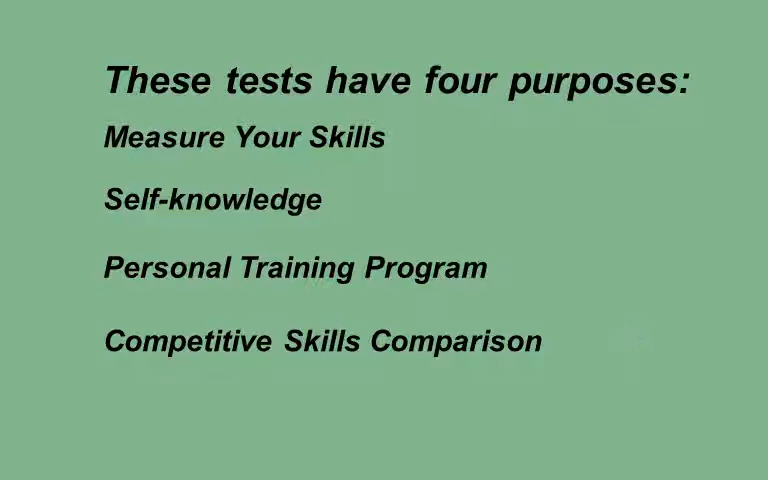 These tests have four purposes:
Measure Your Skills
Self-knowledge
Personal Training Program
Competitive Skills Comparison